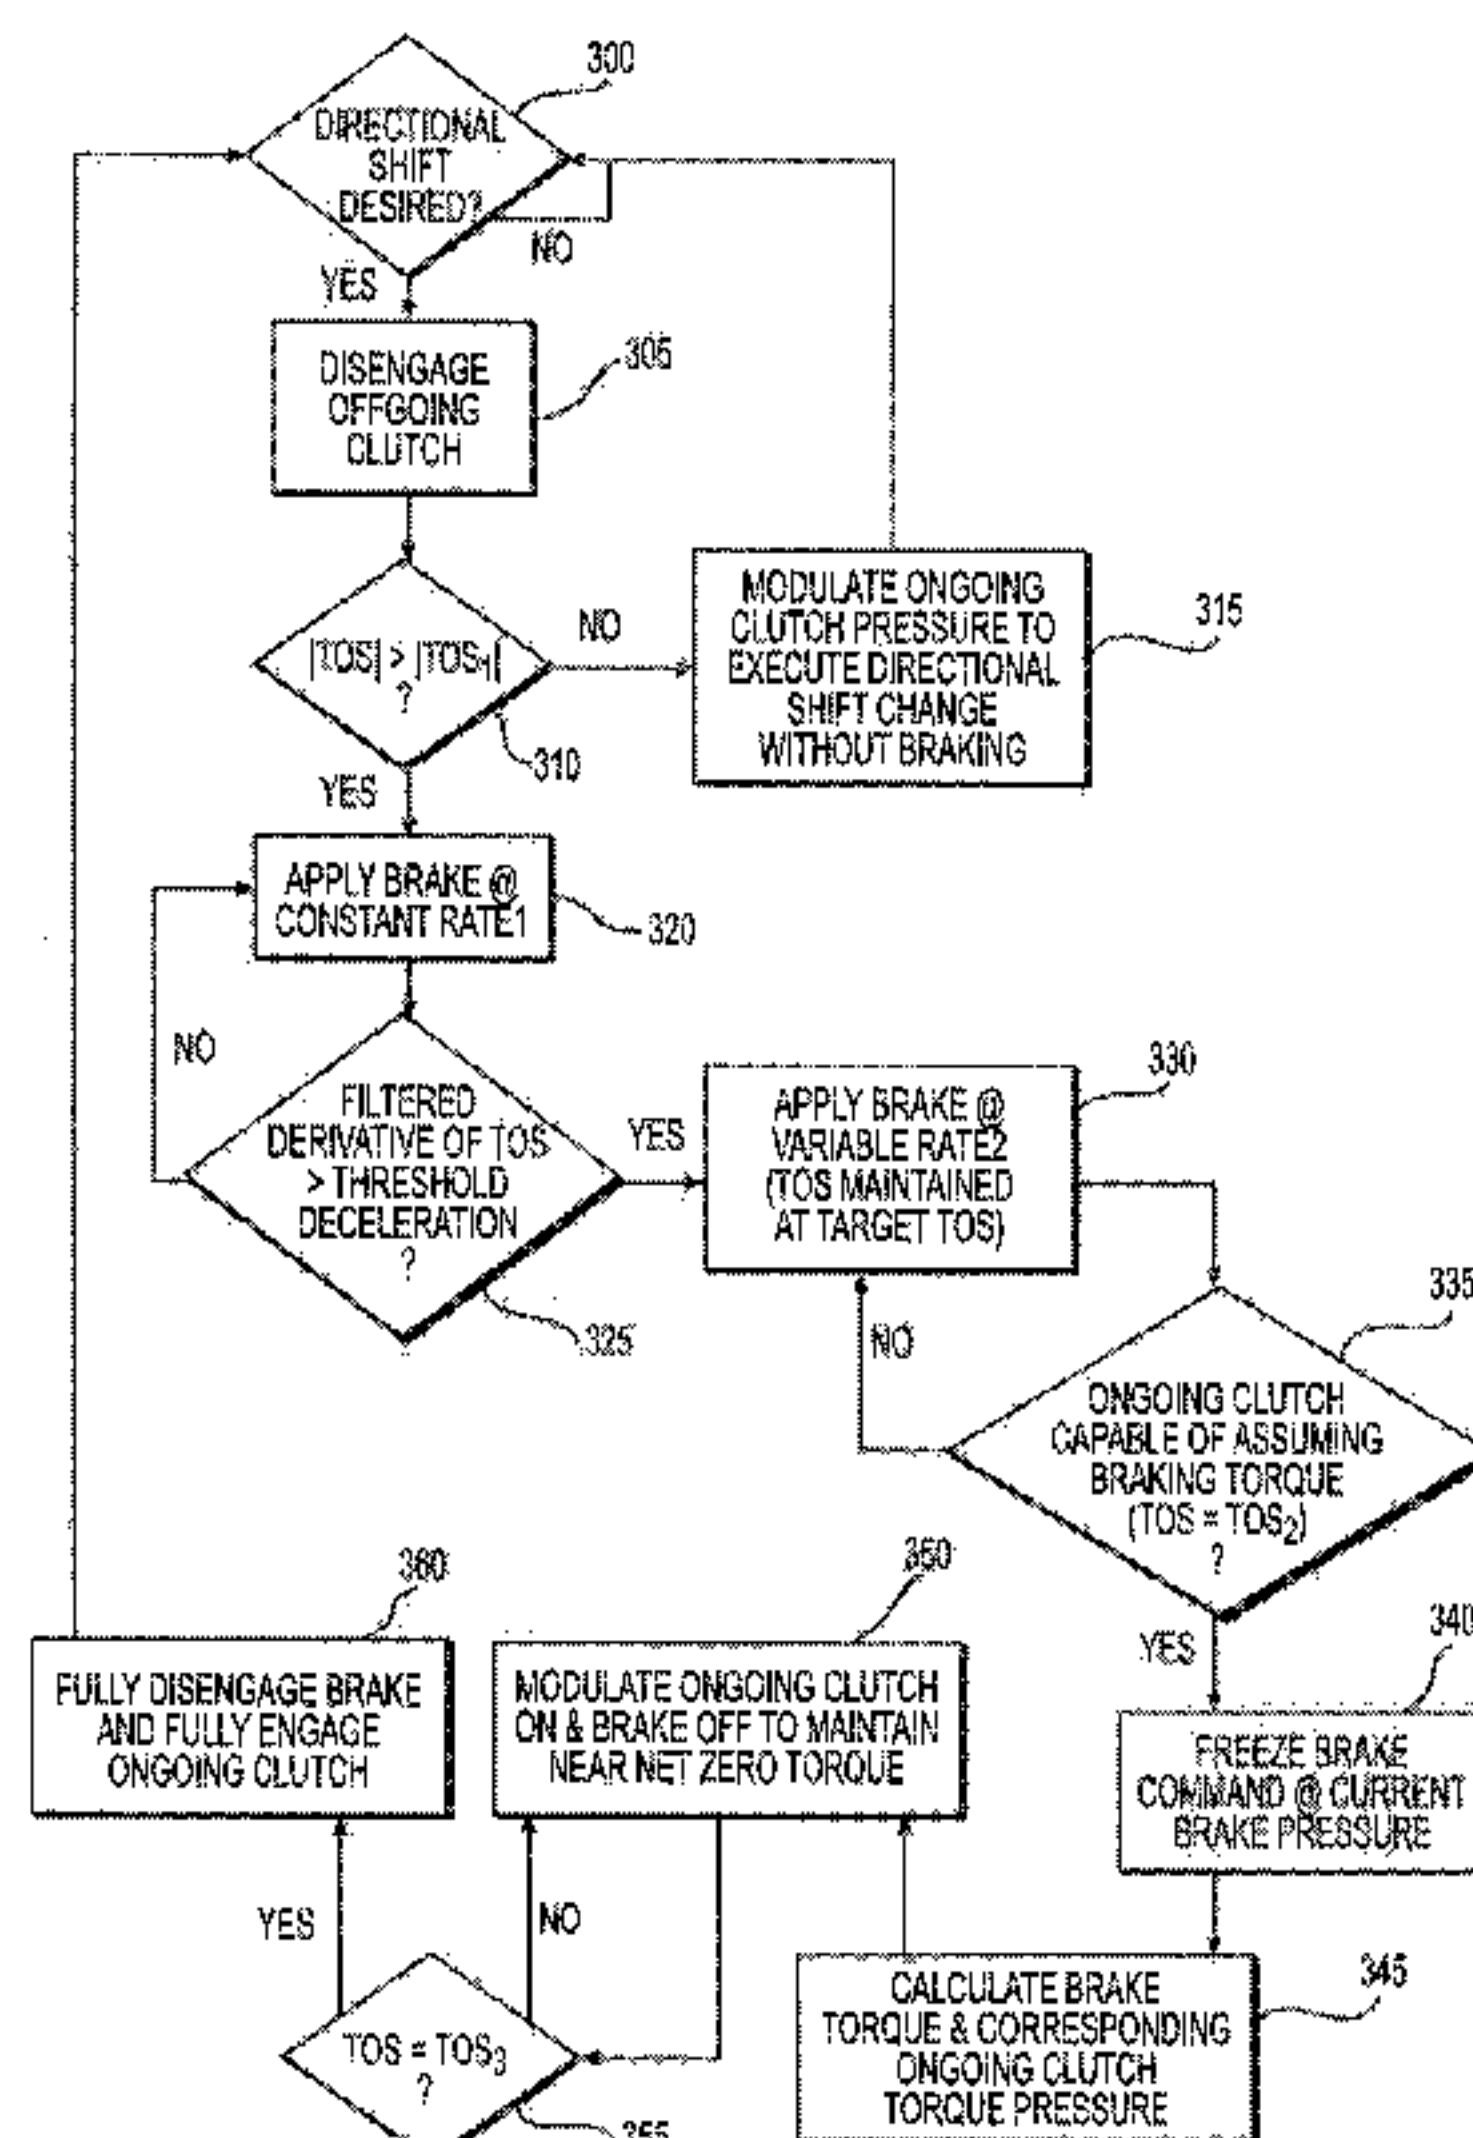 300
DIRECTIONAL
SHIFT
DESIRED?
NO
YES
305
DISENGAGE
OFFGOING
CLUTCH
|TOS| > |TOS1|
?
NO
310
YES
MODULATE ONGOING
CLUTCH PRESSURE TO
EXECUTE DIRECTIONAL
SHIFT CHANGE
WITHOUT BRAKING
315
APPLY BRAKE @
CONSTANT RATE1
320
NO
FILTERED
DERIVATIVE OF TOS
> THRESHOLD
DECELERATION
?
325
YES
330
APPLY BRAKE @
VARIABLE RATE2
(TOS MAINTAINED
AT TARGET TOS)
NO
335
ONGOING CLUTCH
CAPABLE OF ASSUMING
BRAKING TORQUE
(TOS = TOS2)
?
YES
340
FREEZE BRAKE
COMMAND @ CURRENT
BRAKE PRESSURE
360
FULLY DISENGAGE BRAKE
AND FULLY ENGAGE
ONGOING CLUTCH
350
MODULATE ONGOING CLUTCH
ON & BRAKE OFF TO MAINTAIN
NEAR NET ZERO TORQUE
YES
NO
TOS = TOS3
?
355
345
CALCULATE BRAKE
TORQUE & CORRESPONDING
ONGOING CLUTCH
TORQUE PRESSURE